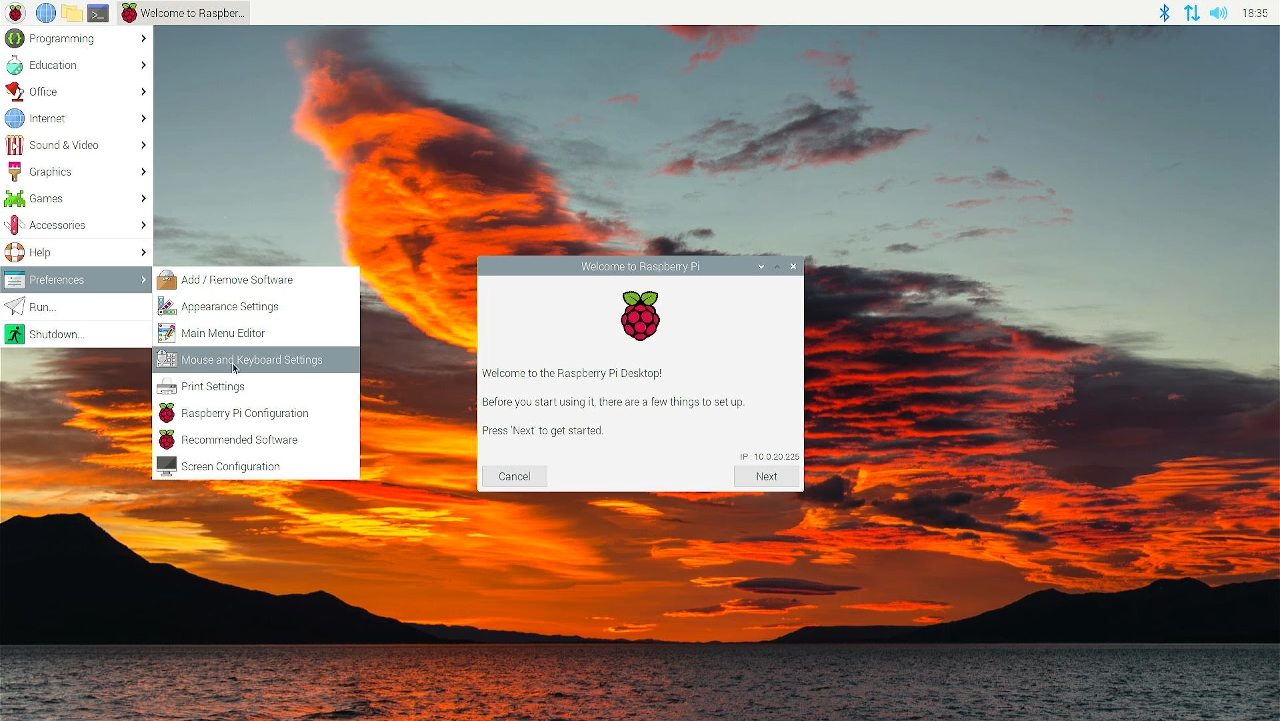 Welcome to Raspber...
18:35
Programming
Education
Office
Internet
Sound & Video
Graphics
Games
Accessories
Help
Preferences
Run...
Shutdown...
Add / Remove Software
Appearance Settings
Main Menu Editor
Mouse and Keyboard Settings
Print Settings
Raspberry Pi Configuration
Recommended Software
Screen Configuration
Welcome to Raspberry Pi
Welcome to the Raspberry Pi Desktop!
Before you start using it, there are a few things to set up.
Press 'Next' to get started.
IP : 10.0.20.225
Cancel
Next